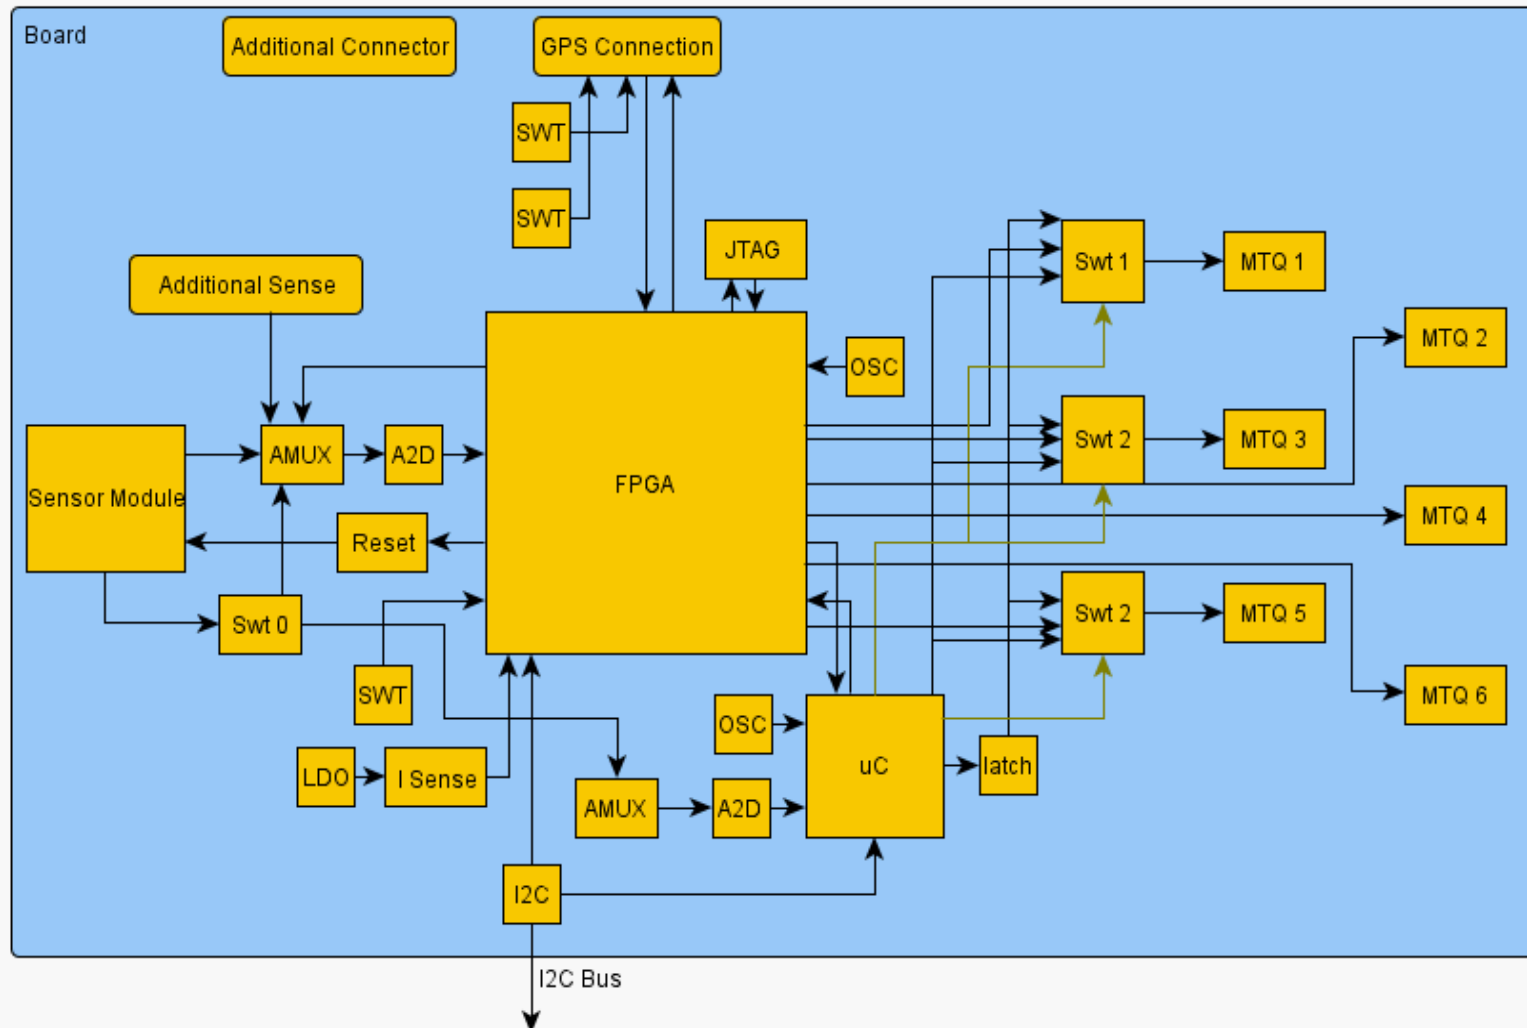 Board
Additional Connector
GPS Connection
SWT
SWT
JTAG
Swt 1
MTQ 1
Additional Sense
MTQ 2
OSC
Swt 2
MTQ 3
AMUX
A2D
Sensor Module
FPGA
MTQ 4
Reset
Swt 0
Swt 2
MTQ 5
SWT
MTQ 6
OSC
uC
latch
LDO
I Sense
AMUX
A2D
I2C
I2C Bus